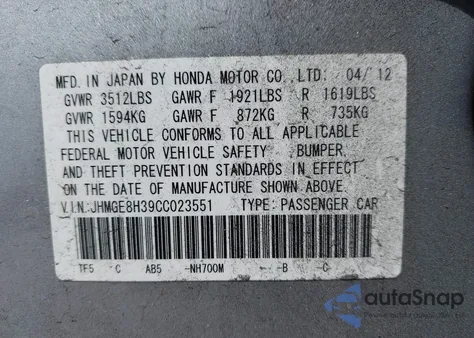 MFD. IN JAPAN BY HONDA MOTOR CO.,LTD. 04/12
GVWR 3512LBS GAWR F 1921LBS R 1619LBS
GVWR 1594KG GAWR F 872KG R 735KG
THIS VEHICLE CONFORMS TO ALL APPLICABLE
FEDERAL MOTOR VEHICLE SAFETY, BUMPER,
AND THEFT PREVENTION STANDARDS IN EFFECT
ON THE DATE OF MANUFACTURE SHOWN ABOVE.
V.I.N:JHMGE8H39CC023551 TYPE: PASSENGER CAR
TF5 C AB5 -NH700M - -B -C-
autoSnap